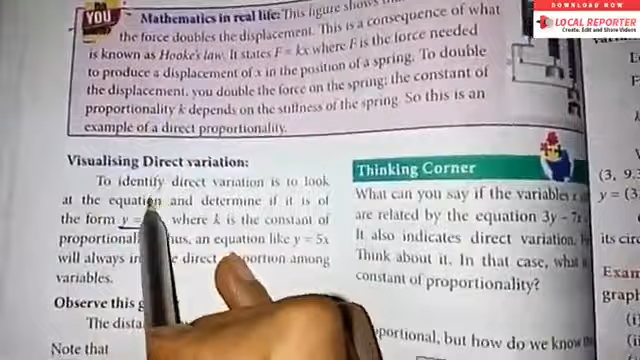 DOWNLOAD NOW
LOCAL REPORTER
Create, Edit and Share Videos
YOU
Mathematics in real life: This figure shows
the force doubles the displacement. This is a consequence of what
is known as Hooke's law. It states F = kx where F is the force needed
to produce a displacement of x in the position of a spring. To double
the displacement, you double the force on the spring; the constant of
proportionality k depends on the stiffness of the spring. So this is an
example of a direct proportionality.
Visualising Direct variation:
To identify direct variation is to look
at the equation and determine if it is of
the form y = where k is the constant of
an equation like y = 5x
will always direct among
variables.
Observe this
The
Note that
Thinking Corner
What can you say if the variables x
are related by the equation 3y – 7x
It also indicates direct variation.
Think about it. In that case, what
constant of proportionality?
but how do we know
(3, 9.
y = (3
its cir
Exam
graph
(i)